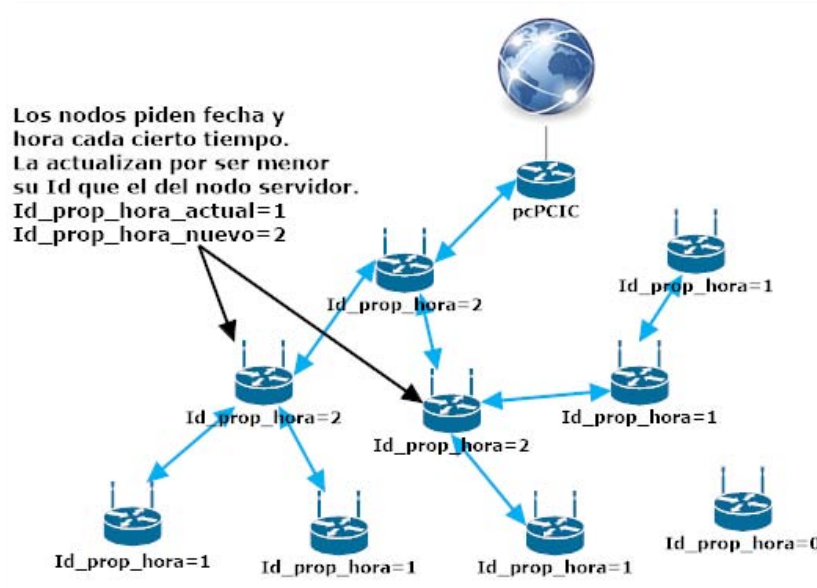 Los nodos piden fecha y
hora cada cierto tiempo.
La actualizan por ser menor
su Id que el del nodo servidor.
Id_prop_hora_actual=1
Id_prop_hora_nuevo=2
pcPCIC
Id_prop_hora=1
Id_prop_hora=2
Id_prop_hora=2
Id_prop_hora=2
Id_prop_hora=1
Id_prop_hora=1
Id_prop_hora=1
Id_prop_hora=1
Id_prop_hora=0